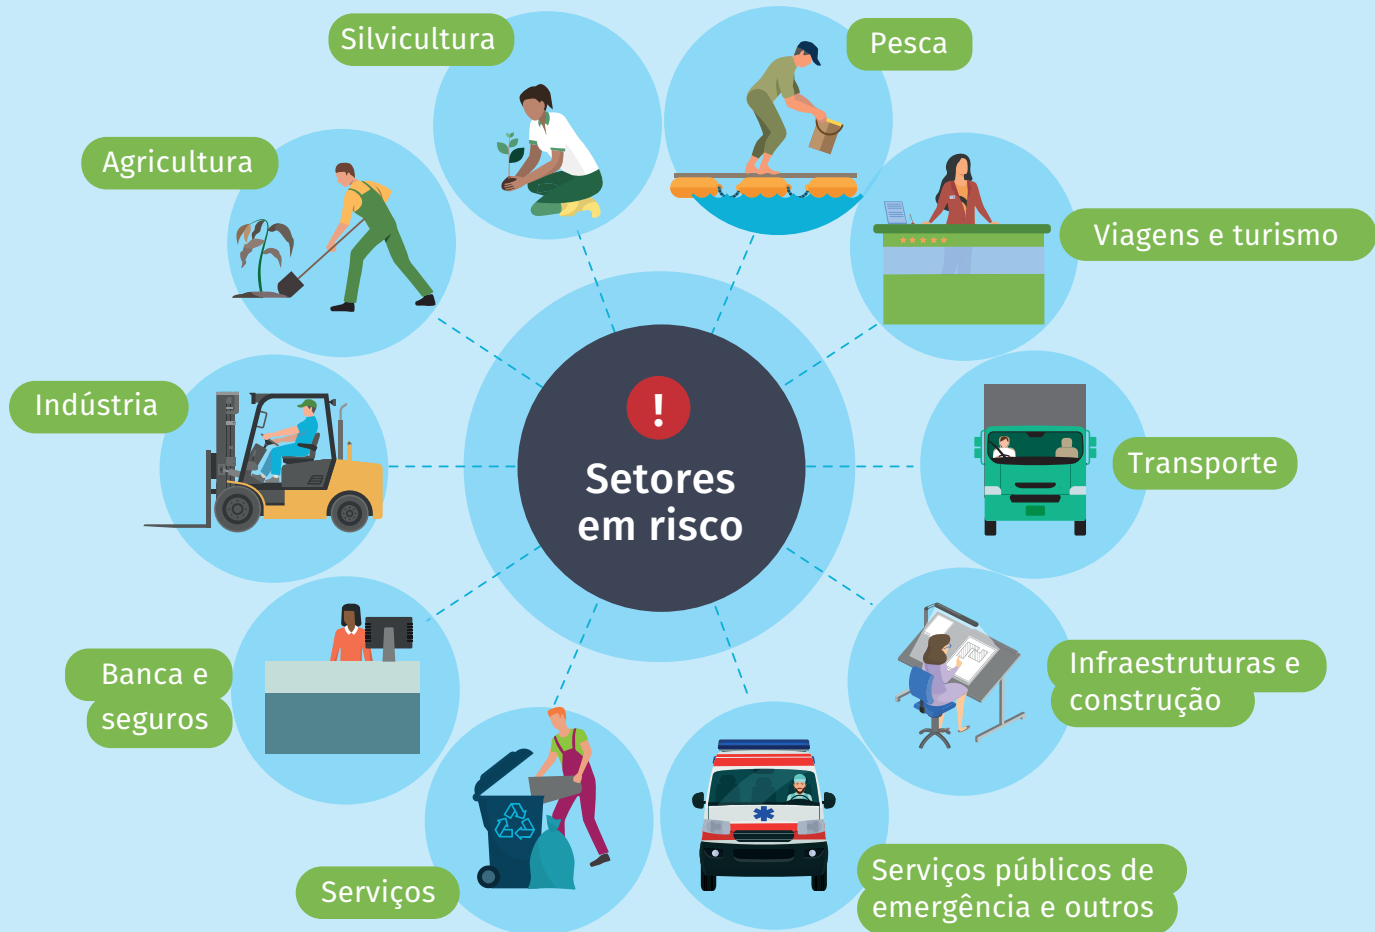 Silvicultura
Pesca
Agricultura
Viagens e turismo
Indústria
!
Setores
em risco
Transporte
Banca e
seguros
Infraestruturas e
construção
Serviços
Serviços públicos de
emergência e outros